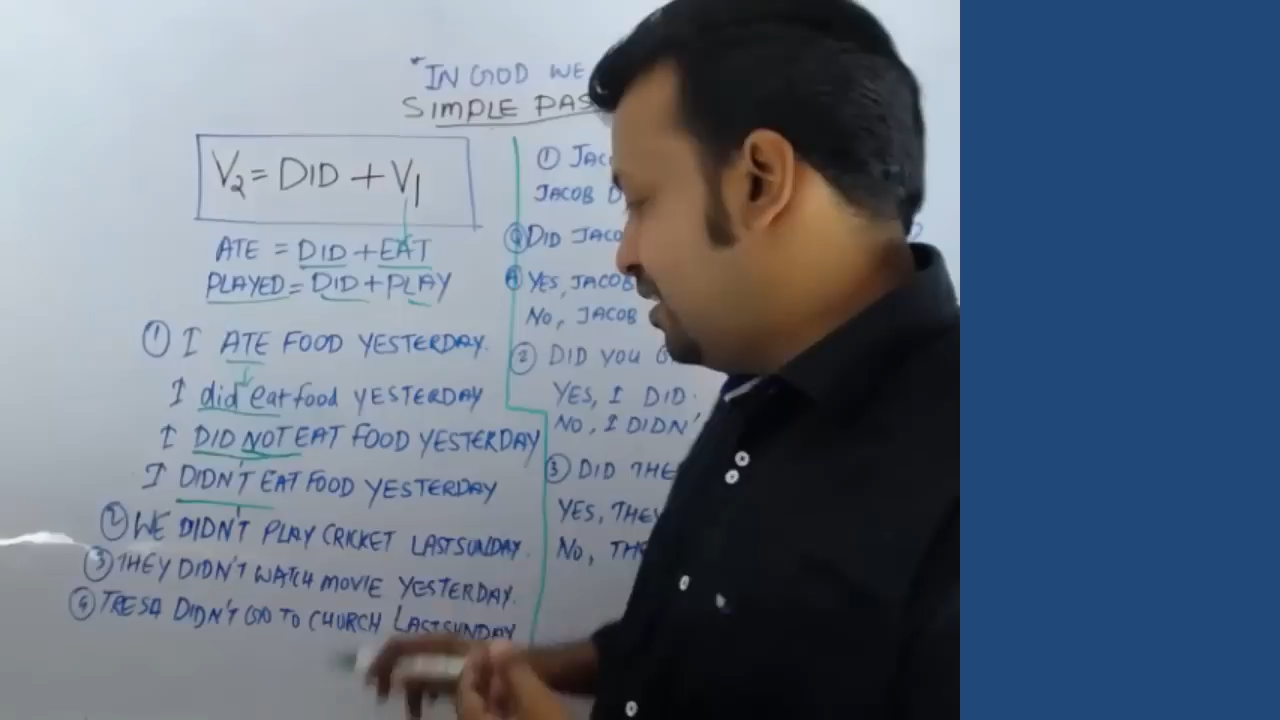 "IN GOD WE
SIMPLE PAS
V2 = DID + V1
ATE = DID + EAT
PLAYED = DID + PLAY
① I ATE FOOD YESTERDAY.
I did eat food YESTERDAY
I DID NOT EAT FOOD YESTERDAY
I DIDN'T EAT FOOD YESTERDAY
② WE DIDN'T PLAY CRICKET LAST SUNDAY.
③ THEY DIDN'T WATCH MOVIE YESTERDAY.
④ TRESA DIDN'T GO TO CHURCH LAST SUNDAY
① JAC
JACOB D
Q DID JACO ?
A YES, JACOB
NO, JACOB
② DID YOU G
YES, I DID.
NO, I DIDN'
③ DID THE
YES, THEY
NO, THE